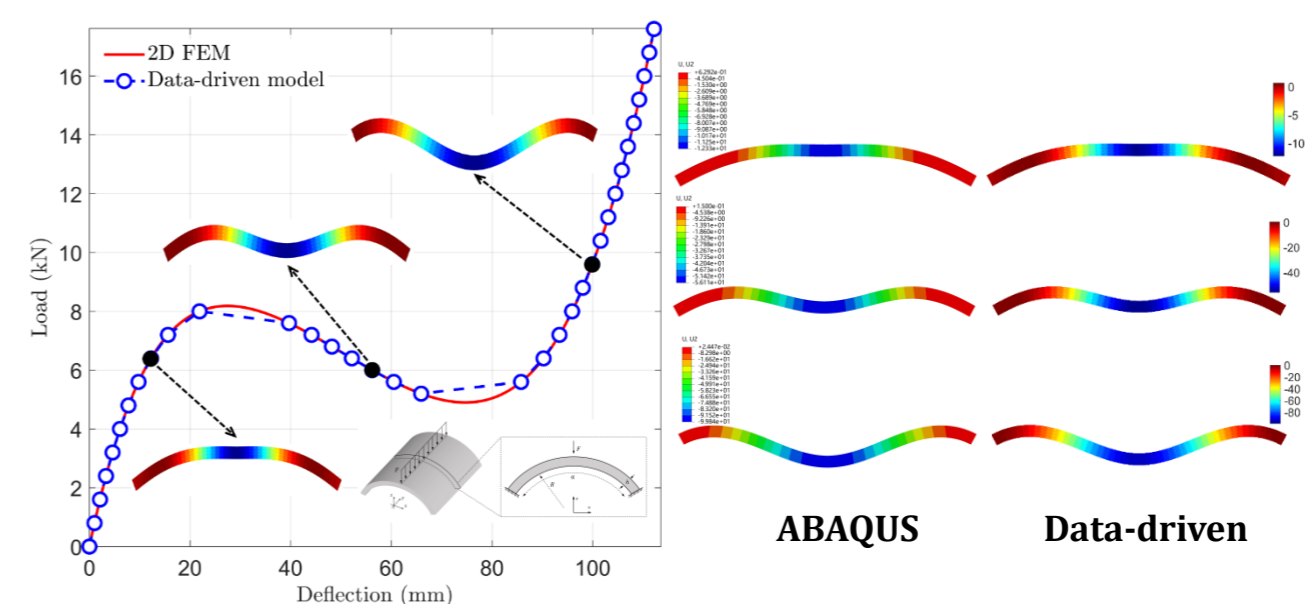 2D FEM
Data-driven model
16
14
12
10
8
6
4
2
0
Load (kN)
0 20 40 60 80 100
Deflection (mm)
U, U2
+6.292e-01
-4.504e-01
-1.530e+00
-2.609e+00
-3.689e+00
-4.769e+00
-5.848e+00
-6.928e+00
-8.007e+00
-9.087e+00
-1.017e+01
-1.125e+01
-1.233e+01
0
-5
-10
U, U2
+1.500e-01
-4.538e+00
-9.226e+00
-1.391e+01
-1.860e+01
-2.329e+01
-2.798e+01
-3.267e+01
-3.735e+01
-4.204e+01
-4.673e+01
-5.142e+01
-5.611e+01
0
-20
-40
U, U2
+2.447e-02
-8.298e+00
-1.662e+01
-2.494e+01
-3.326e+01
-4.159e+01
-4.991e+01
-5.823e+01
-6.655e+01
-7.488e+01
-8.320e+01
-9.152e+01
-9.984e+01
0
-20
-40
-60
-80
ABAQUS
Data-driven